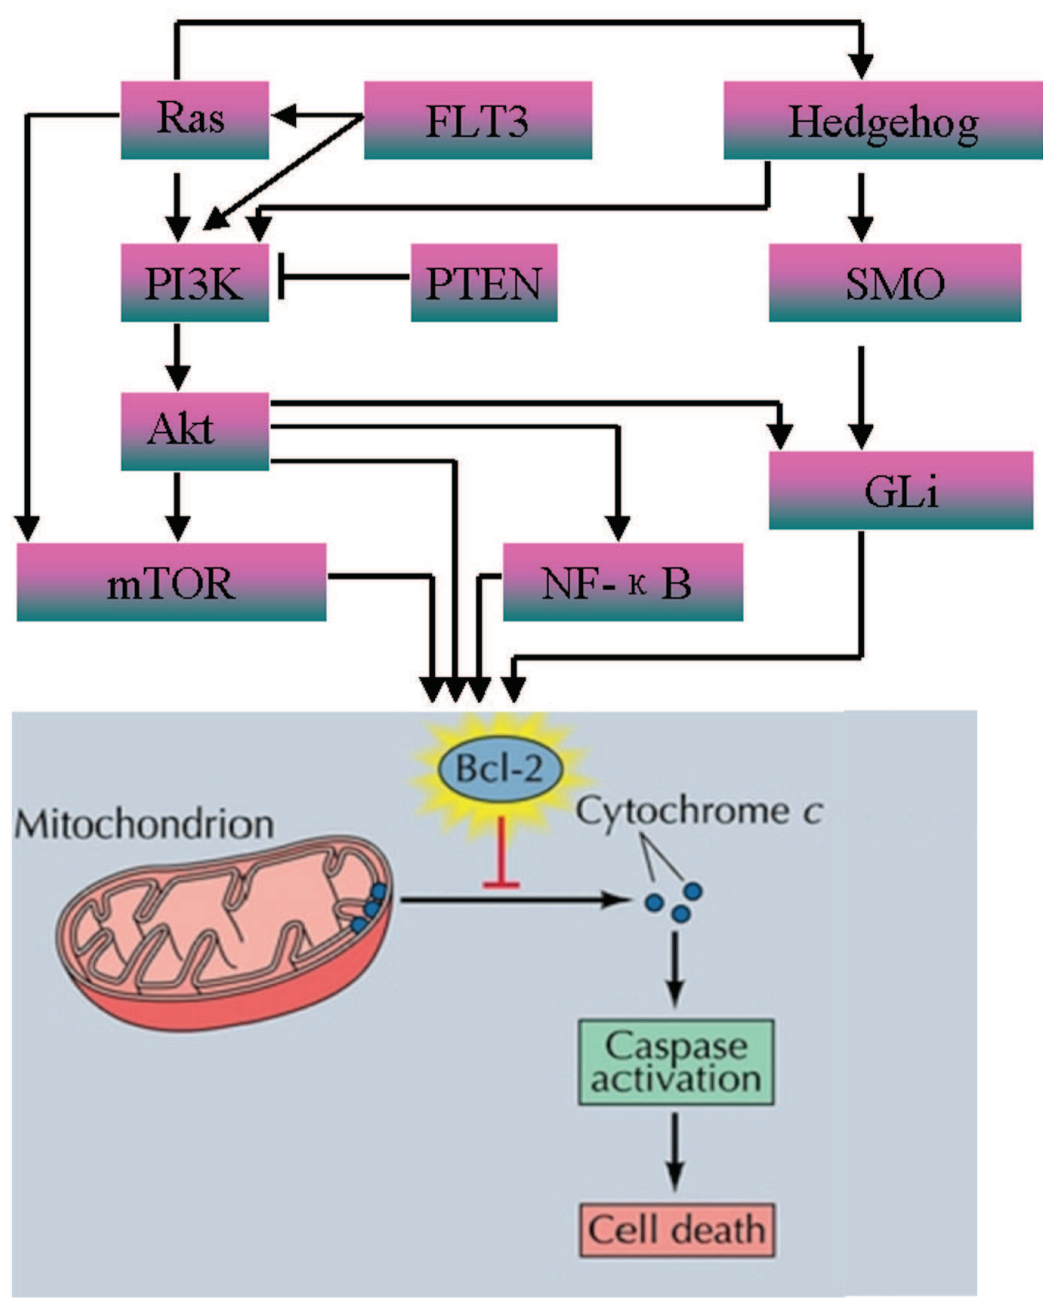 Ras
FLT3
Hedgehog
PI3K
PTEN
SMO
Akt
GLi
mTOR
NF-κB
Bcl-2
Mitochondrion
Cytochrome c
Caspase
activation
Cell death